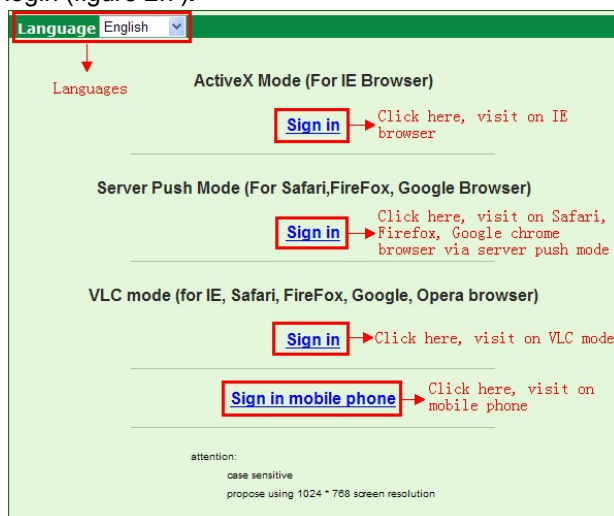 login (figure 2.7).
Language English
Languages
ActiveX Mode (For IE Browser)
Sign in
Click here, visit on IE
browser
Server Push Mode (For Safari,FireFox, Google Browser)
Sign in
Click here, visit on Safari,
Firefox, Google chrome
browser via server push mode
VLC mode (for IE, Safari, FireFox, Google, Opera browser)
Sign in
Click here, visit on VLC mode
Sign in mobile phone
Click here, visit on
mobile phone
attention:
case sensitive
propose using 1024 * 768 screen resolution